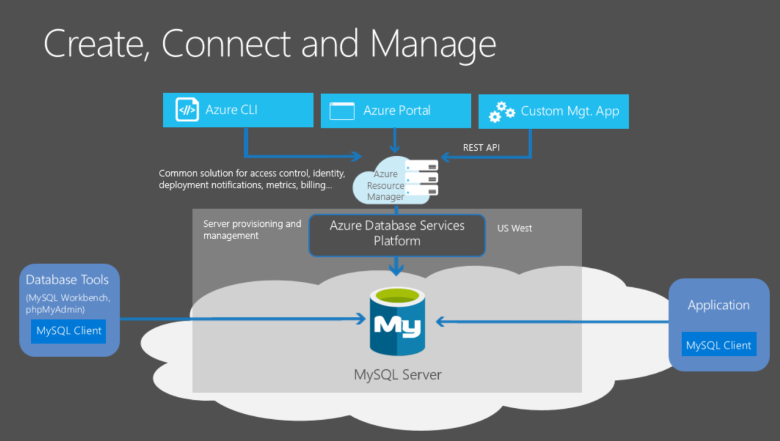 Create, Connect and Manage
Azure CLI
Azure Portal
Custom Mgt. App
REST API
Common solution for access control, identity,
deployment notifications, metrics, billing...
Azure
Resource
Manager
Server provisioning and
management
Azure Database Services
Platform
US West
Database Tools
(MySQL Workbench,
phpMyAdmin)
MySQL Client
My
Application
MySQL Client
MySQL Server